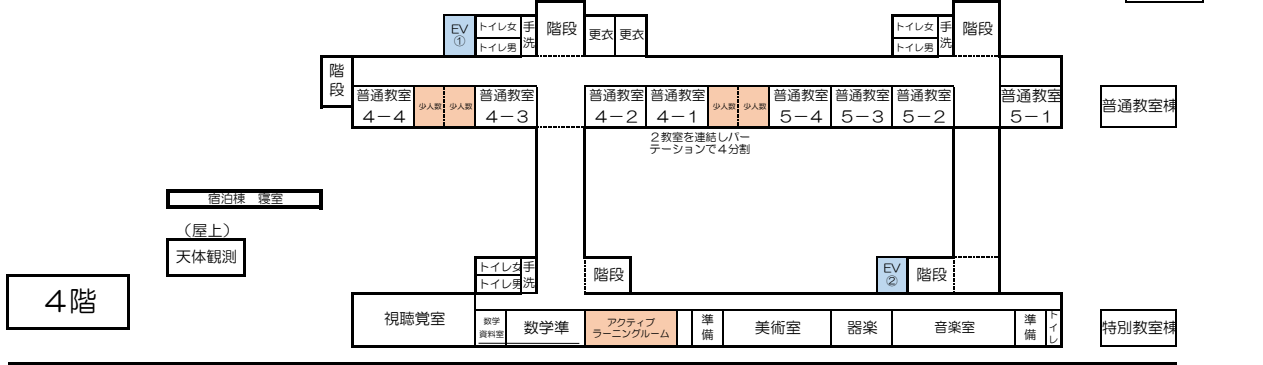 EV
①
トイレ女
トイレ男
手
洗
階段
更衣 更衣
トイレ女
トイレ男
手
洗
階段
階
段
普通教室
4－4
少人数 少人数
普通教室
4－3
普通教室
4－2
普通教室
4－1
少人数 少人数
普通教室
5－4
普通教室
5－3
普通教室
5－2
普通教室
5－1
普通教室棟
２教室を連結しパー
テーションで４分割
宿泊棟　寝室
（屋上）
天体観測
トイレ女
トイレ男
手
洗
階段
EV
②
階段
４階
視聴覚室
数学
資料室
数学準
アクティブ
ラーニングルーム
準
備
美術室
器楽
音楽室
準
備
ト
イ
レ
特別教室棟